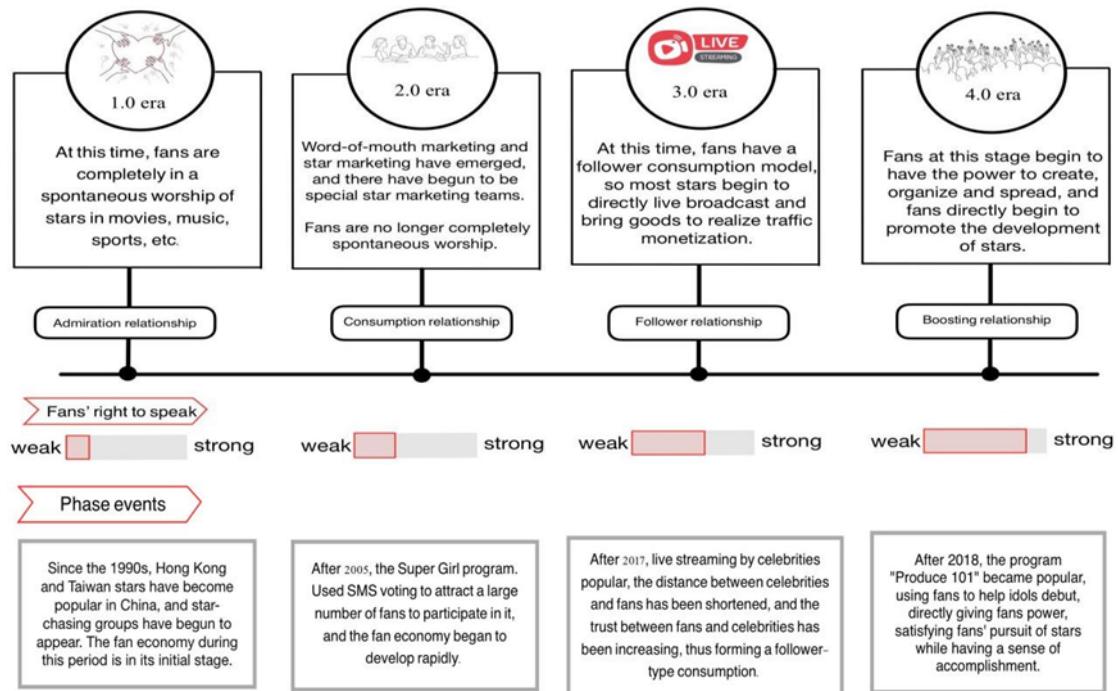 1.0 era
At this time, fans are
completely in a
spontaneous worship of
stars in movies, music,
sports, etc.
Admiration relationship
2.0 era
Word-of-mouth marketing and
star marketing have emerged,
and there have begun to be
special star marketing teams.
Fans are no longer completely
spontaneous worship.
Consumption relationship
LIVE
STREAMING
3.0 era
At this time, fans have a
follower consumption model,
so most stars begin to
directly live broadcast and
bring goods to realize traffic
monetization.
Follower relationship
4.0 era
Fans at this stage begin to
have the power to create,
organize and spread, and
fans directly begin to
promote the development
of stars.
Boosting relationship
Fans' right to speak
weak strong
weak strong
weak strong
weak strong
Phase events
Since the 1990s, Hong Kong
and Taiwan stars have become
popular in China, and star-
chasing groups have begun to
appear. The fan economy during
this period is in its initial stage.
After 2005, the Super Girl program.
Used SMS voting to attract a large
number of fans to participate in it,
and the fan economy began to
develop rapidly.
After 2017, live streaming by celebrities
popular, the distance between celebrities
and fans has been shortened, and the
trust between fans and celebrities has
been increasing, thus forming a follower-
type consumption.
After 2018, the program
"Produce 101" became popular,
using fans to help idols debut,
directly giving fans power,
satisfying fans' pursuit of stars
while having a sense of
accomplishment.